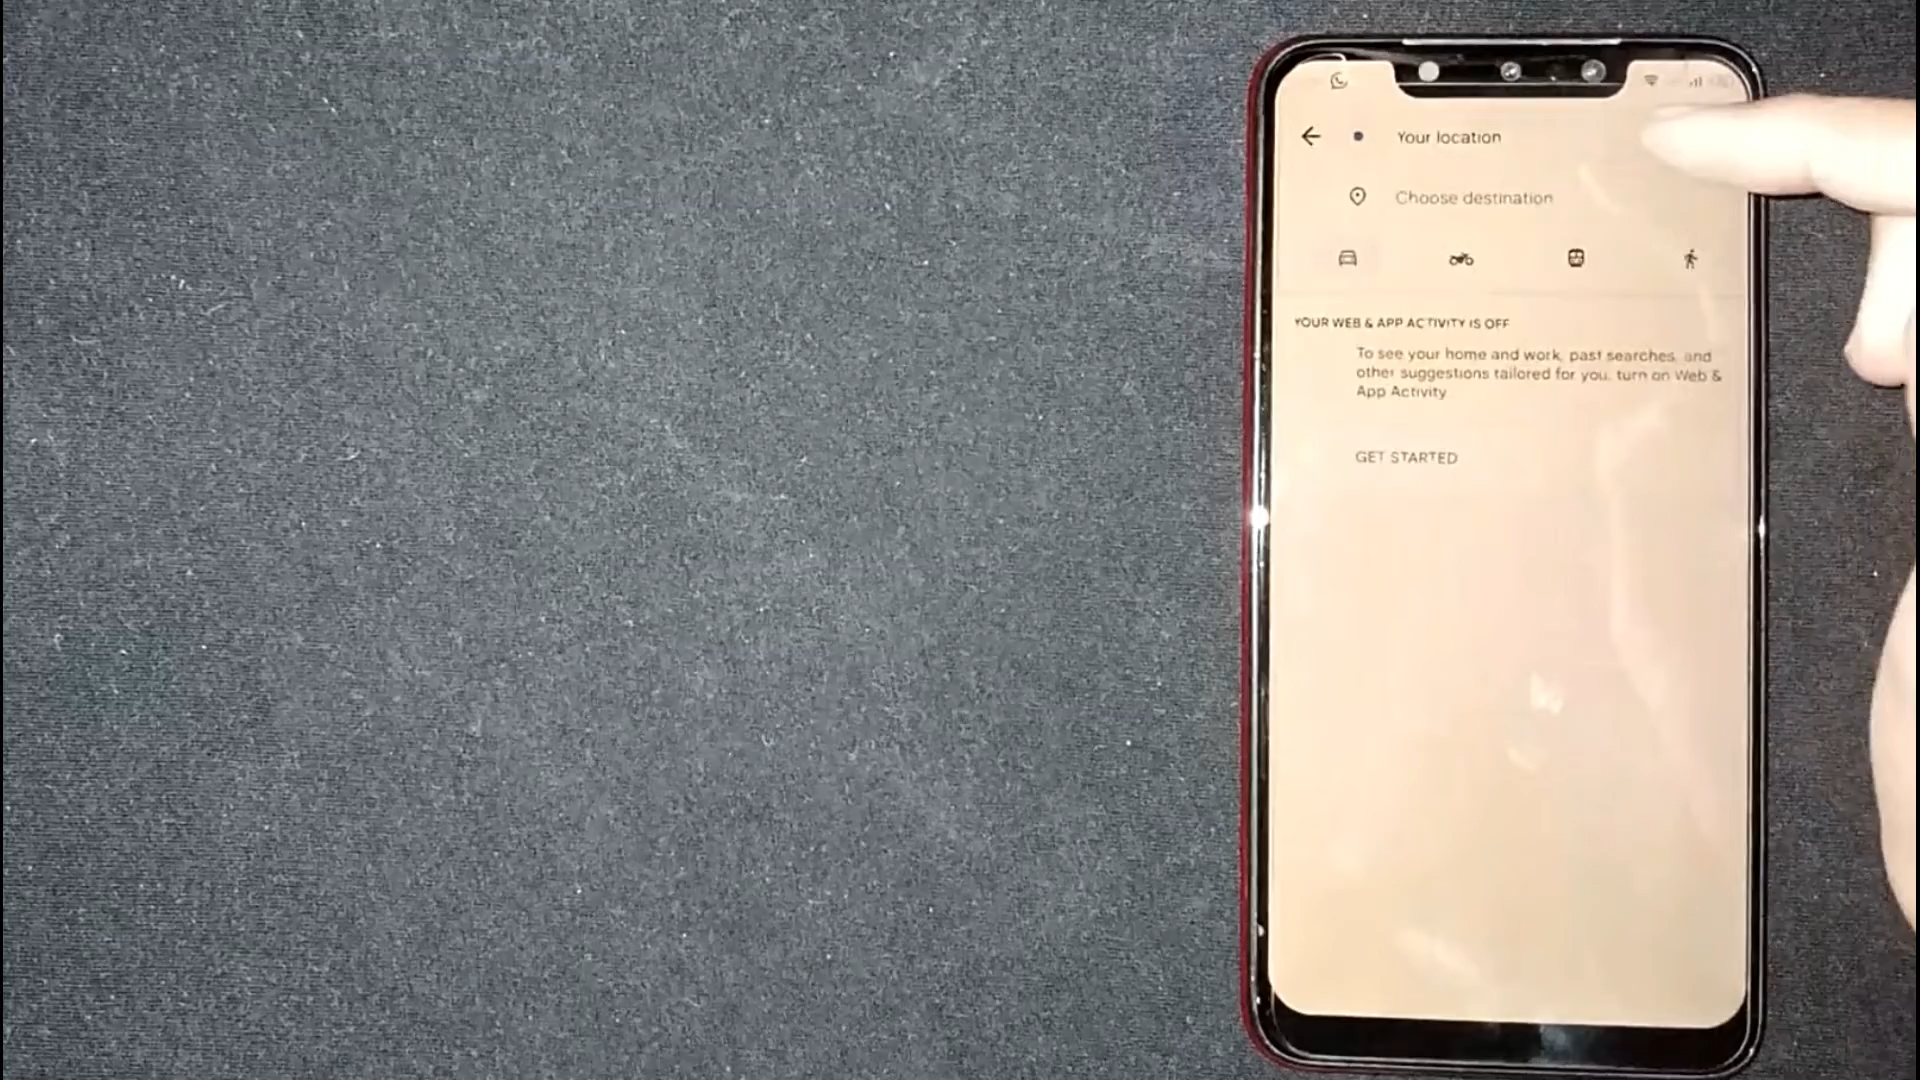 Your location
Choose destination
YOUR WEB & APP ACTIVITY IS OFF
To see your home and work, past searches, and
other suggestions tailored for you, turn on Web &
App Activity
GET STARTED